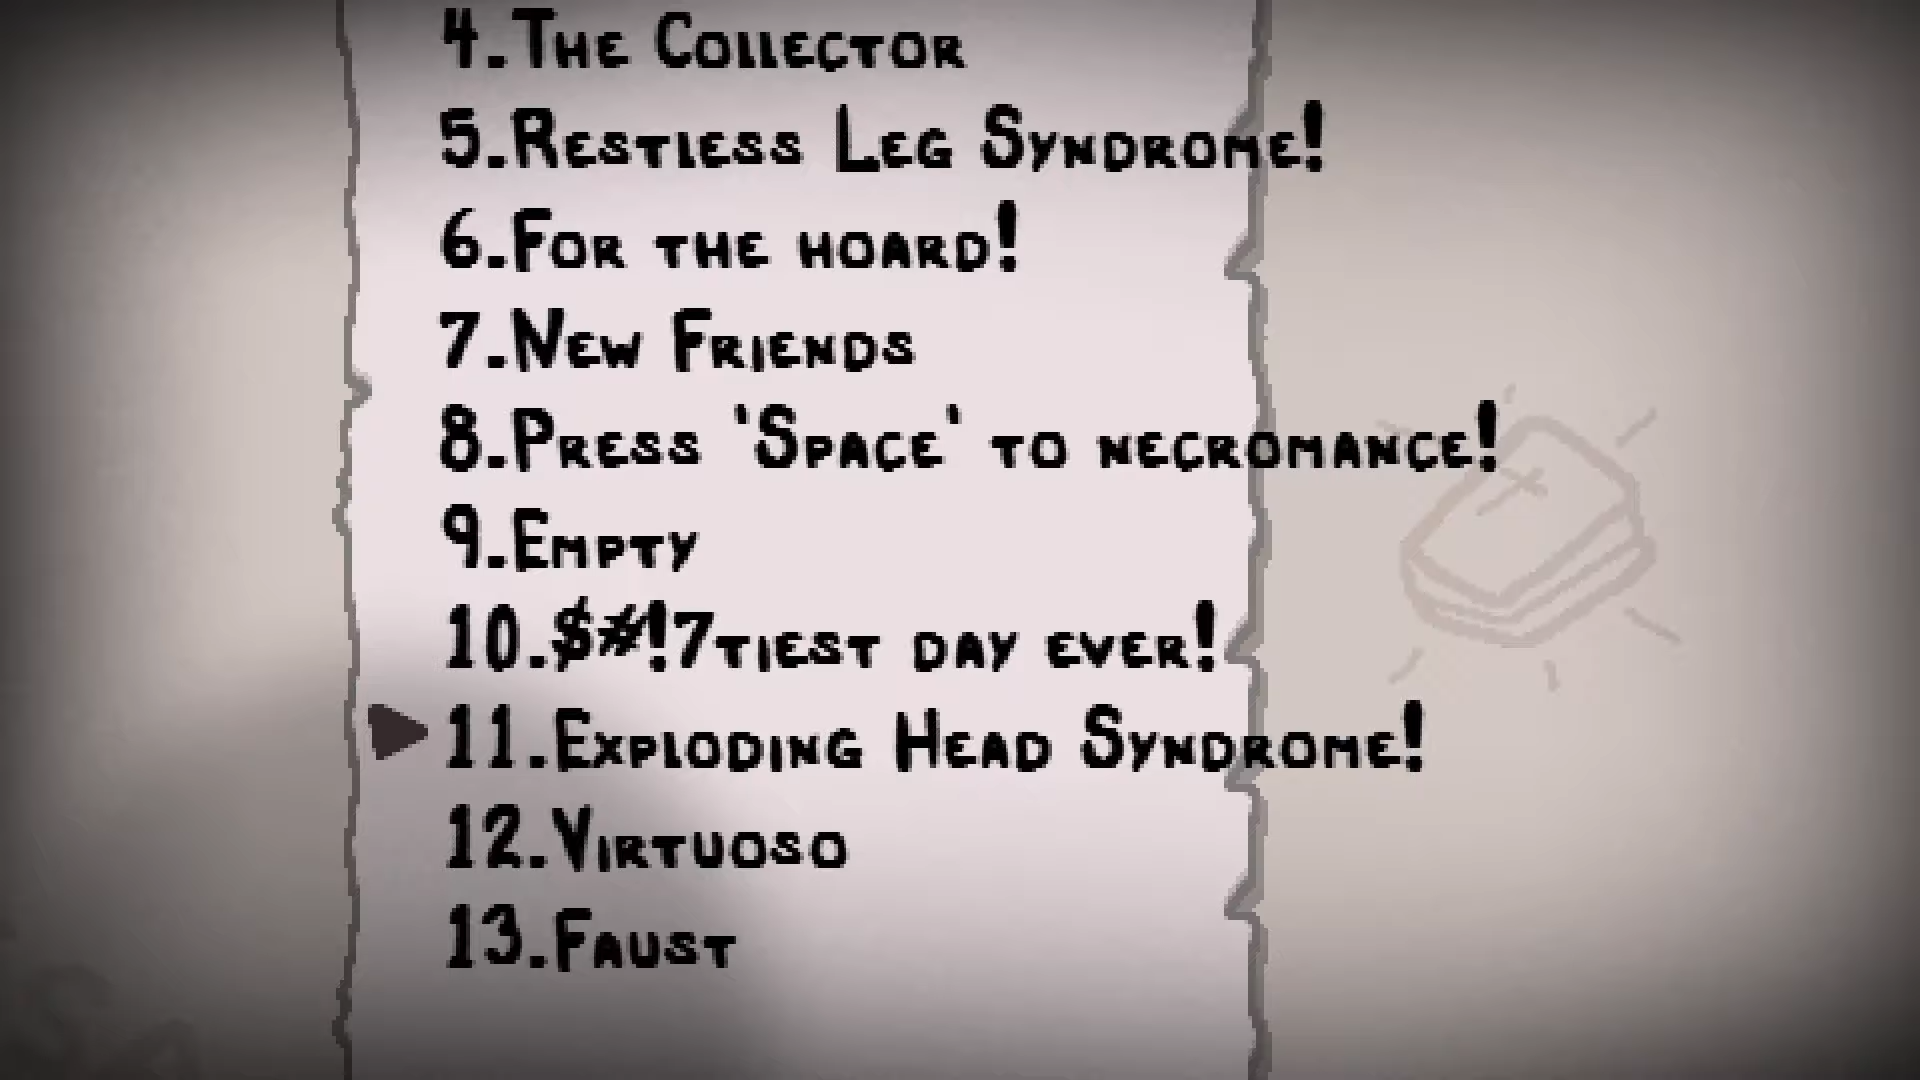 4.The Collector
5.Restless Leg Syndrome!
6.For the hoard!
7.New Friends
8.Press 'Space' to necromance!
9.Empty
10.$#!7tiest day ever!
11.Exploding Head Syndrome!
12.Virtuoso
13.Faust